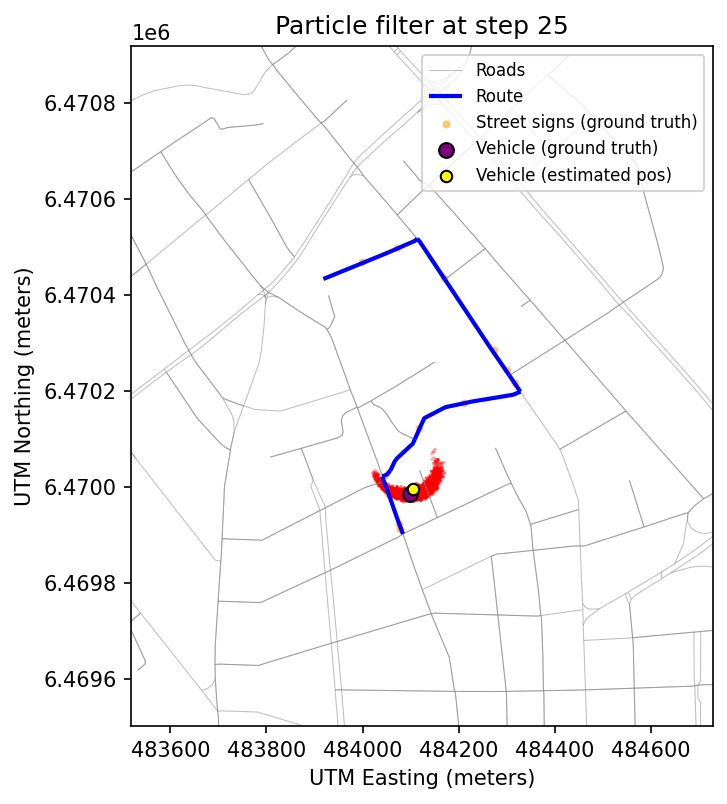 Particle filter at step 25
1e6
Roads
Route
Street signs (ground truth)
Vehicle (ground truth)
Vehicle (estimated pos)
6.4708
6.4706
6.4704
6.4702
6.4700
6.4698
6.4696
UTM Northing (meters)
483600 483800 484000 484200 484400 484600
UTM Easting (meters)